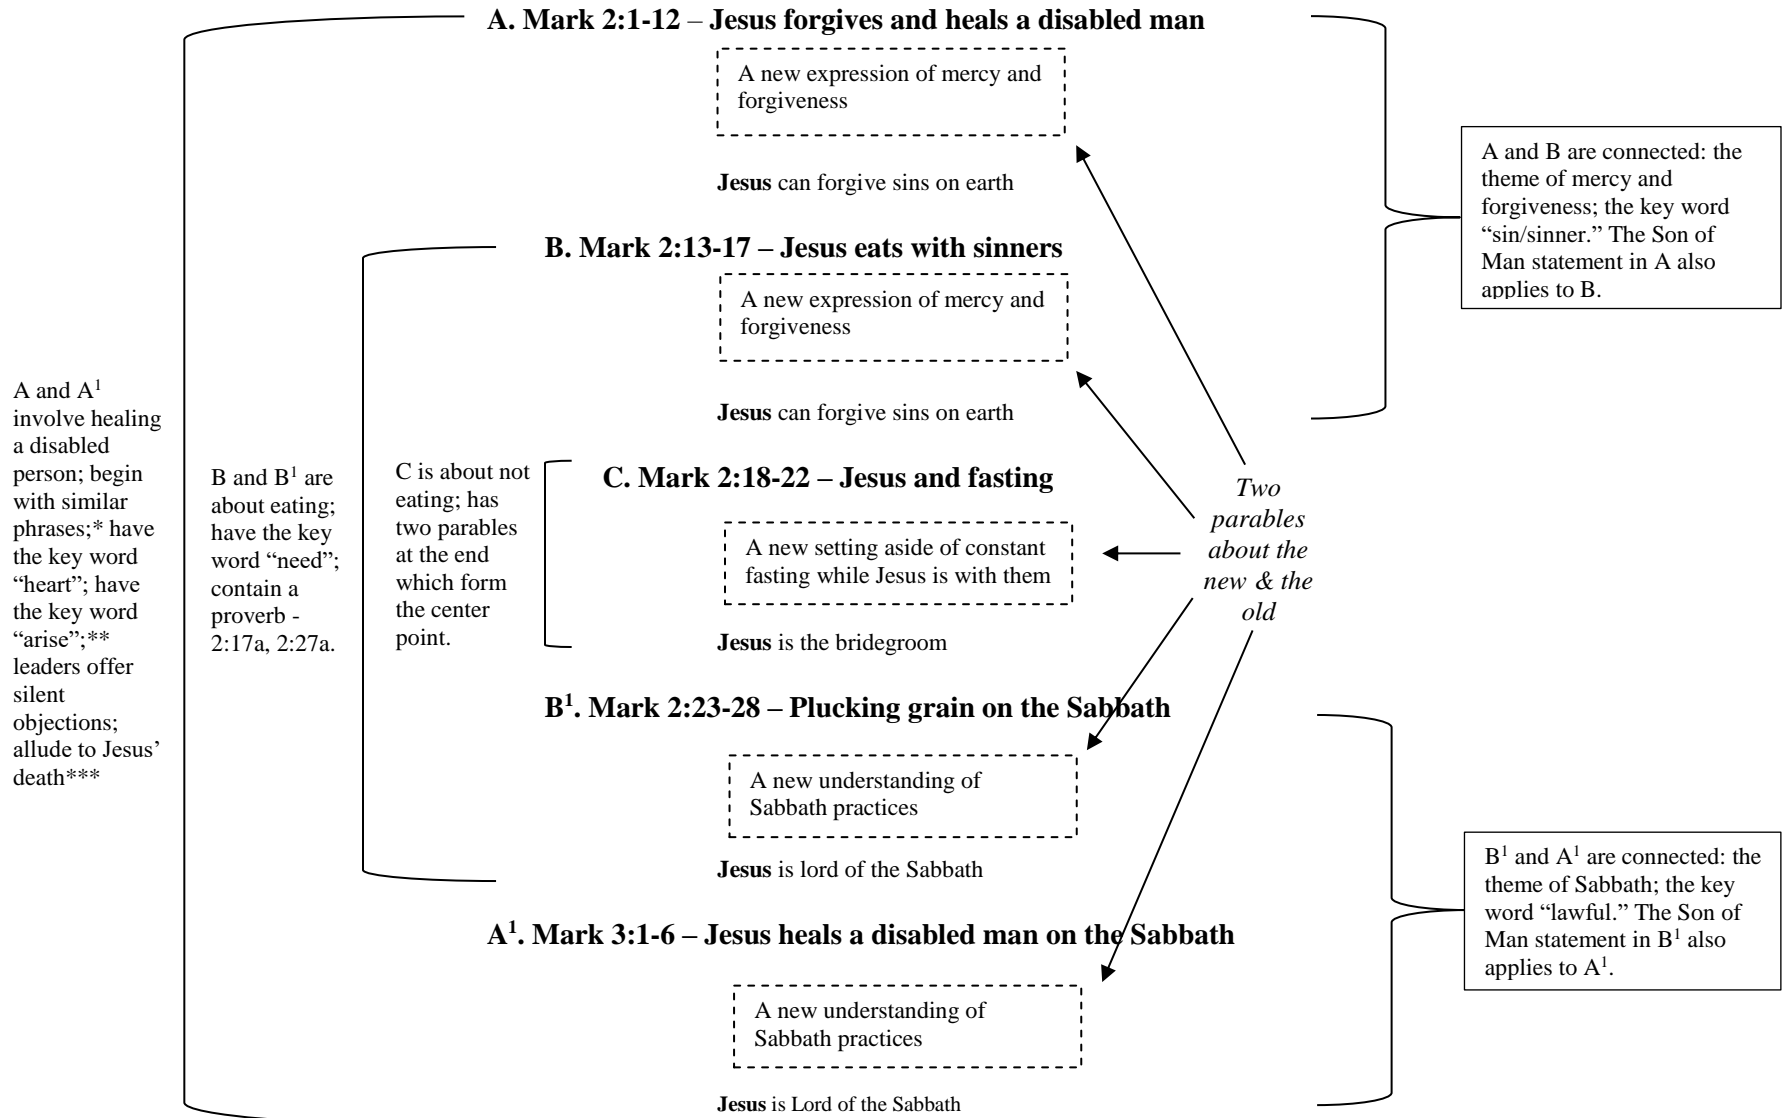 A. Mark 2:1-12 – Jesus forgives and heals a disabled man
A new expression of mercy and
forgiveness
Jesus can forgive sins on earth
A and B are connected: the
theme of mercy and
forgiveness; the key word
“sin/sinner.” The Son of
Man statement in A also
applies to B.
B. Mark 2:13-17 – Jesus eats with sinners
A new expression of mercy and
forgiveness
Jesus can forgive sins on earth
A and A¹
involve healing
a disabled
person; begin
with similar
phrases;* have
the key word
“heart”; have
the key word
“arise”;**
leaders offer
silent
objections;
allude to Jesus’
death***
B and B¹ are
about eating;
have the key
word “need”;
contain a
proverb -
2:17a, 2:27a.
C is about not
eating; has
two parables
at the end
which form
the center
point.
C. Mark 2:18-22 – Jesus and fasting
A new setting aside of constant
fasting while Jesus is with them
Jesus is the bridegroom
Two
parables
about the
new & the
old
B¹. Mark 2:23-28 – Plucking grain on the Sabbath
A new understanding of
Sabbath practices
Jesus is lord of the Sabbath
B¹ and A¹ are connected: the
theme of Sabbath; the key
word “lawful.” The Son of
Man statement in B¹ also
applies to A¹.
A¹. Mark 3:1-6 – Jesus heals a disabled man on the Sabbath
A new understanding of
Sabbath practices
Jesus is Lord of the Sabbath